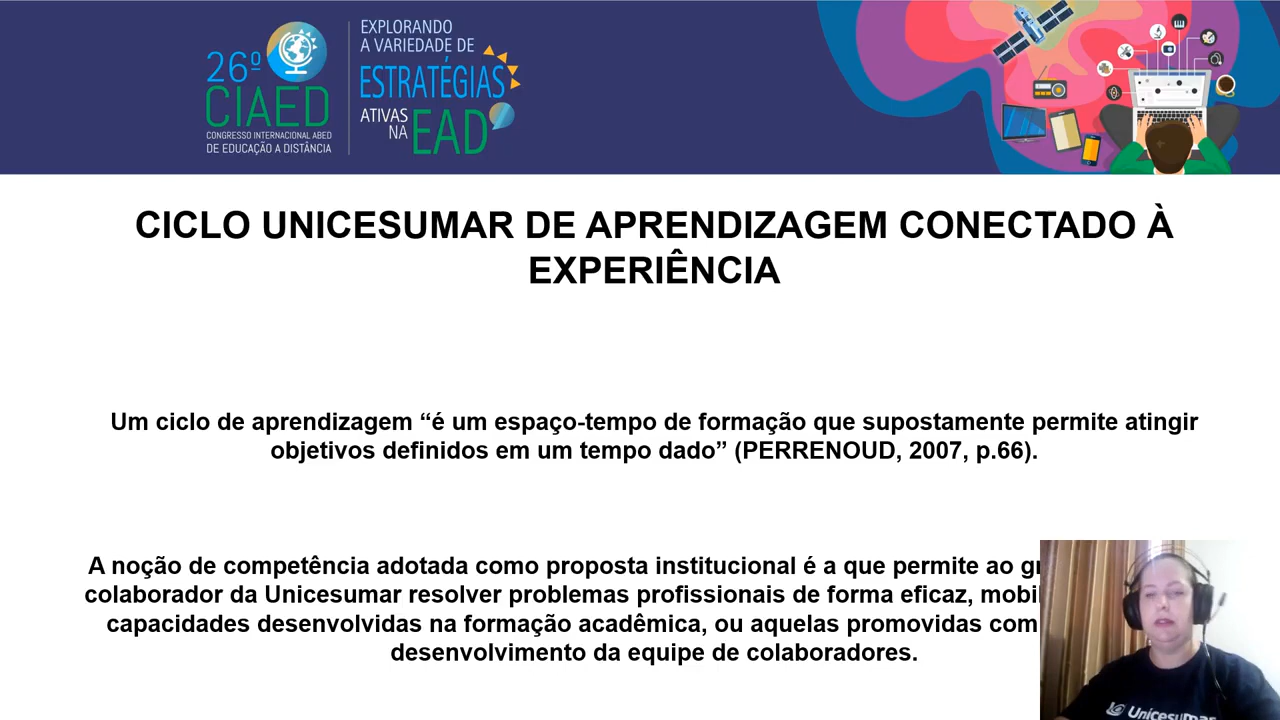 26º
CIAED
CONGRESSO INTERNACIONAL ABED
DE EDUCAÇÃO A DISTÂNCIA
EXPLORANDO
A VARIEDADE DE
ESTRATÉGIAS
ATIVAS
NA EAD
CICLO UNICESUMAR DE APRENDIZAGEM CONECTADO À
EXPERIÊNCIA
Um ciclo de aprendizagem “é um espaço-tempo de formação que supostamente permite atingir
objetivos definidos em um tempo dado” (PERRENOUD, 2007, p.66).
A noção de competência adotada como proposta institucional é a que permite ao
colaborador da Unicesumar resolver problemas profissionais de forma eficaz,
capacidades desenvolvidas na formação acadêmica, ou aquelas promovidas
desenvolvimento da equipe de colaboradores.
Unicesumar